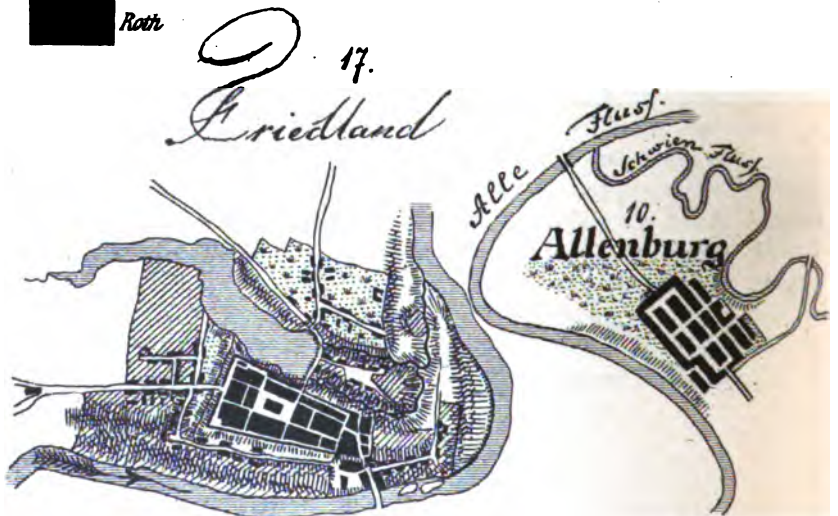 Roth
17.
Friedland
Alle Fluss.
Schwien Fluss.
10.
Allenburg